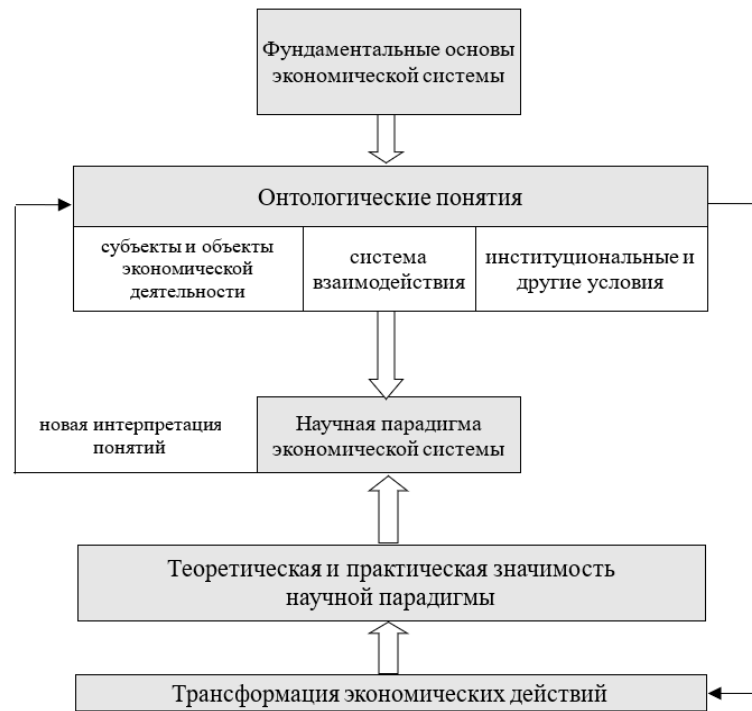 Фундаментальные основы
экономической системы
Онтологические понятия
субъекты и объекты
экономической
деятельности
система
взаимодействия
институциональные и
другие условия
новая интерпретация
понятий
Научная парадигма
экономической системы
Теоретическая и практическая значимость
научной парадигмы
Трансформация экономических действий